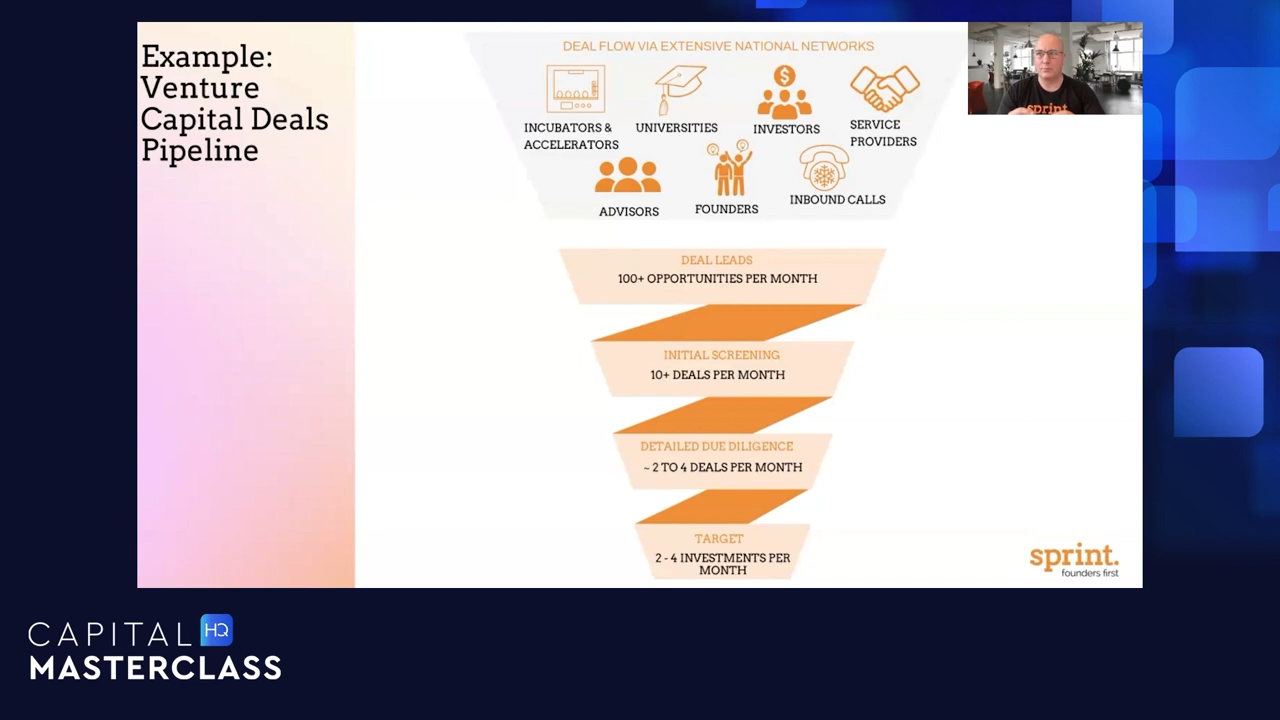 Example:
Venture
Capital Deals
Pipeline
DEAL FLOW VIA EXTENSIVE NATIONAL NETWORKS
INCUBATORS &
ACCELERATORS
UNIVERSITIES
INVESTORS
SERVICE
PROVIDERS
ADVISORS
FOUNDERS
INBOUND CALLS
DEAL LEADS
100+ OPPORTUNITIES PER MONTH
INITIAL SCREENING
10+ DEALS PER MONTH
DETAILED DUE DILIGENCE
~ 2 TO 4 DEALS PER MONTH
TARGET
2 - 4 INVESTMENTS PER
MONTH
sprint.
sprint.
founders first
CAPITAL HQ
MASTERCLASS